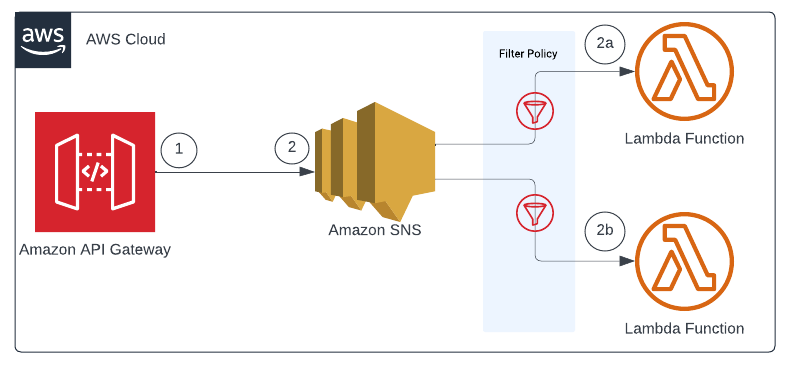 aws
AWS Cloud
Filter Policy
2a
Lambda Function
1
</>
2
Amazon API Gateway
Amazon SNS
2b
Lambda Function